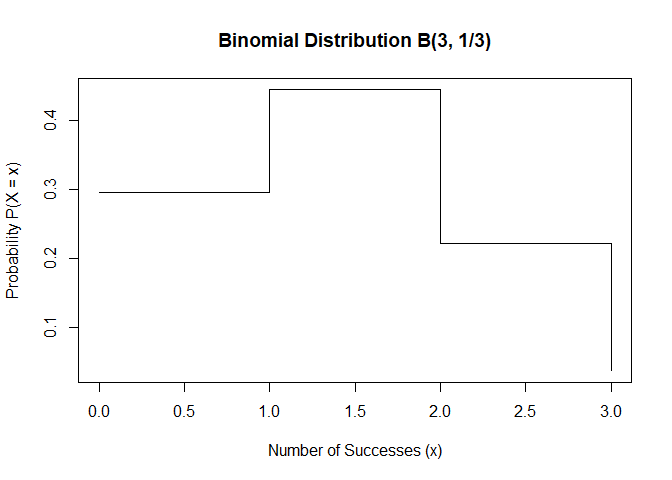 Binomial Distribution B(3, 1/3)
Probability P(X = x)
0.4
0.3
0.2
0.1
0.0 0.5 1.0 1.5 2.0 2.5 3.0
Number of Successes (x)